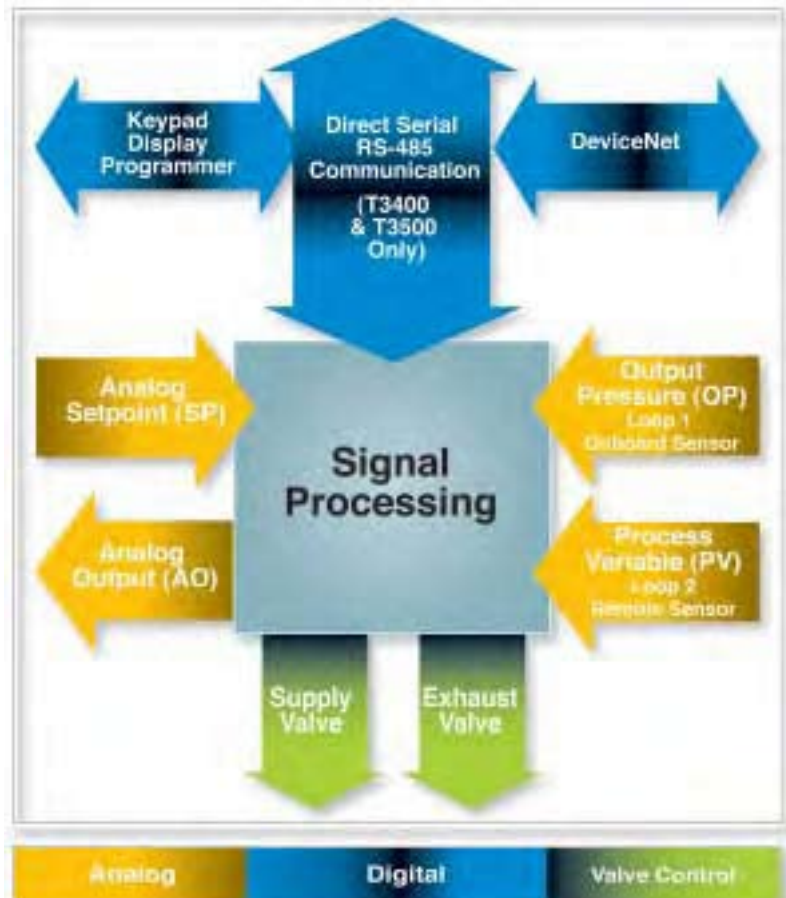 Keypad
Display
Programmer
Direct Serial
RS-485
Communication
(T3400
& T3500
Only)
DeviceNet
Analog
Setpoint (SP)
Output
Pressure (OP)
Loop 1
Onboard Sensor
Signal
Processing
Analog
Output (AO)
Process
Variable (PV)
Loop 2
Remote Sensor
Supply
Valve
Exhaust
Valve
Analog
Digital
Valve Control